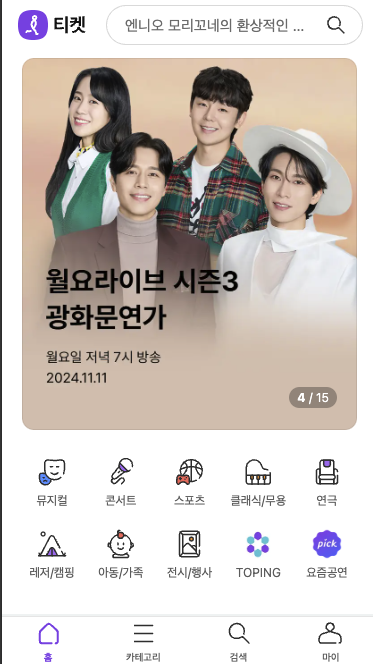 티켓
엔니오 모리꼬네의 환상적인 ...
월요라이브 시즌3
광화문연가
월요일 저녁 7시 방송
2024.11.11
4 / 15
뮤지컬
콘서트
스포츠
클래식/무용
연극
레저/캠핑
아동/가족
전시/행사
TOPING
pick
요즘공연
홈
카테고리
검색
마이